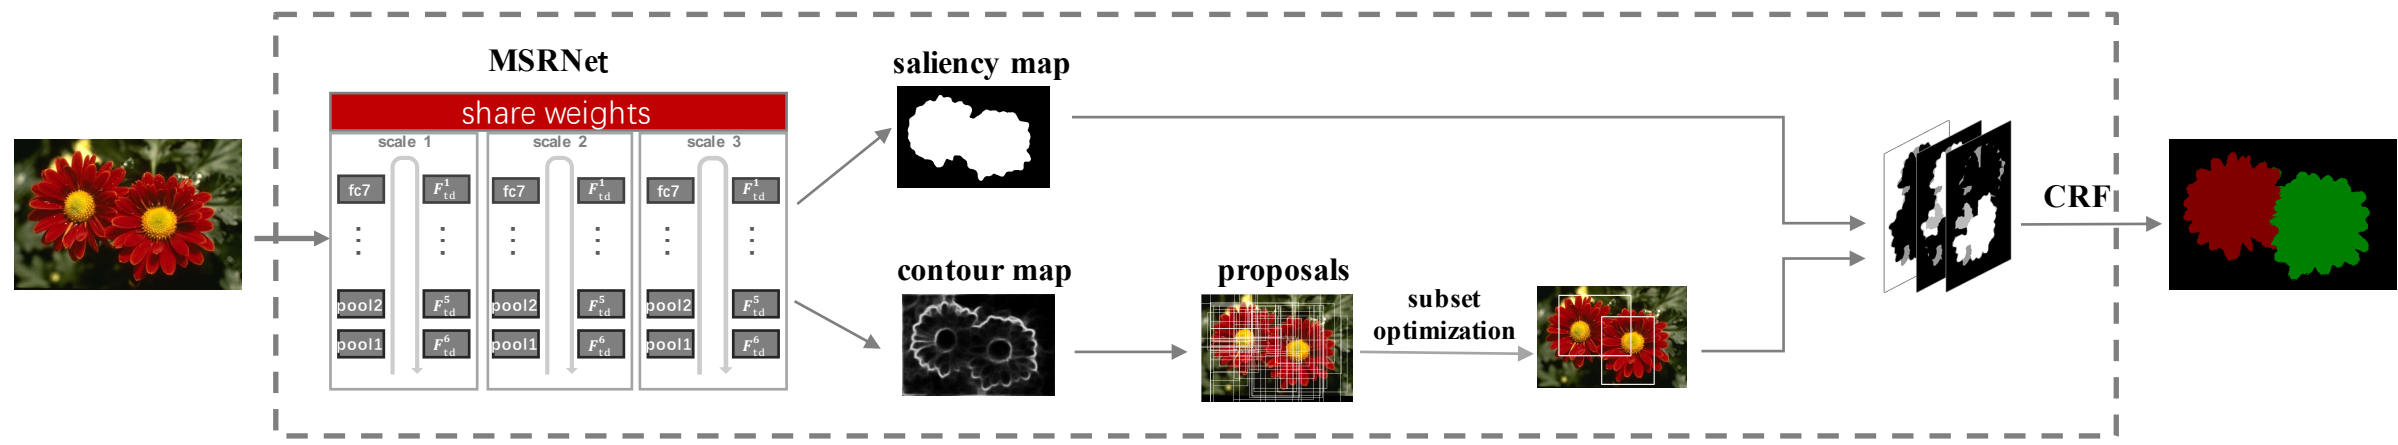 MSRNet
share weights
scale 1
scale 2
scale 3
fc7
F¹td
fc7
F¹td
fc7
F¹td
pool2
F⁵td
pool2
F⁵td
pool2
F⁵td
pool1
F⁶td
pool1
F⁶td
pool1
F⁶td
saliency map
contour map
proposals
subset
optimization
CRF